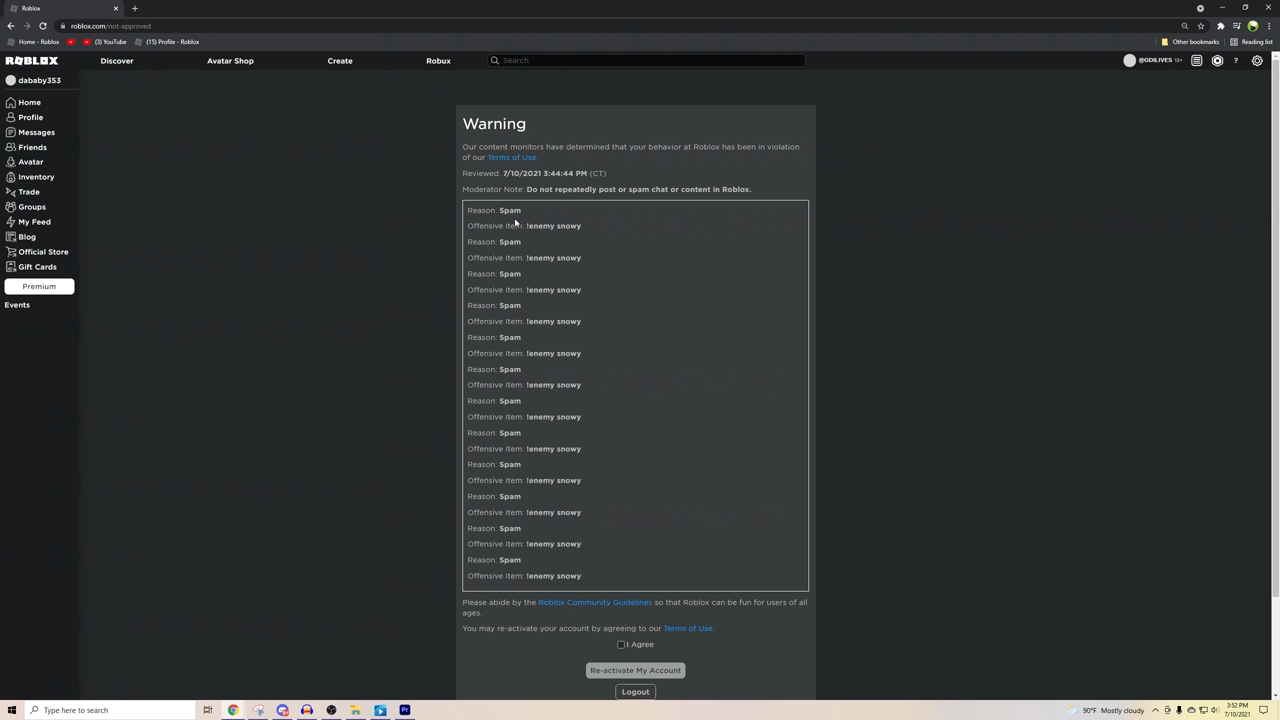 Roblox
roblox.com/not-approved
Home - Roblox
(3) YouTube
(15) Profile - Roblox
Other bookmarks
Reading list
ROBLOX
Discover
Avatar Shop
Create
Robux
Search
@GDILIVES 13+
dababy353
Home
Profile
Messages
Friends
Avatar
Inventory
Trade
Groups
My Feed
Blog
Official Store
Gift Cards
Premium
Events
Warning
Our content monitors have determined that your behavior at Roblox has been in violation
of our Terms of Use.
Reviewed: 7/10/2021 3:44:44 PM (CT)
Moderator Note: Do not repeatedly post or spam chat or content in Roblox.
Reason: Spam
Offensive Item: !enemy snowy
Reason: Spam
Offensive Item: !enemy snowy
Reason: Spam
Offensive Item: !enemy snowy
Reason: Spam
Offensive Item: !enemy snowy
Reason: Spam
Offensive Item: !enemy snowy
Reason: Spam
Offensive Item: !enemy snowy
Reason: Spam
Offensive Item: !enemy snowy
Reason: Spam
Offensive Item: !enemy snowy
Reason: Spam
Offensive Item: !enemy snowy
Reason: Spam
Offensive Item: !enemy snowy
Reason: Spam
Offensive Item: !enemy snowy
Reason: Spam
Offensive Item: !enemy snowy
Please abide by the Roblox Community Guidelines so that Roblox can be fun for users of all
ages.
You may re-activate your account by agreeing to our Terms of Use.
I Agree
Re-activate My Account
Logout
Type here to search
Pr
90°F Mostly cloudy
3:52 PM
7/10/2021